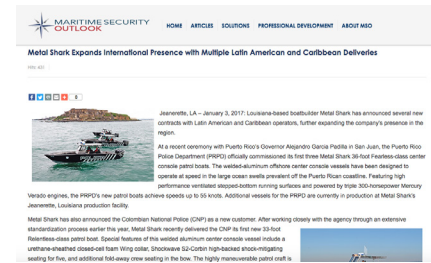 MARITIME SECURITY
OUTLOOK
HOME ARTICLES SOLUTIONS PROFESSIONAL DEVELOPMENT ABOUT MSO
Metal Shark Expands International Presence with Multiple Latin American and Caribbean Deliveries
0
Jeanerette, LA – January 3, 2017: Louisiana-based boatbuilder Metal Shark has announced several new
contracts with Latin American and Caribbean operators, further expanding the company's presence in the
region.
At a recent ceremony with Puerto Rico's Governor Alejandro Garcia Padilla in San Juan, the Puerto Rico
Police Department (PRPD) officially commissioned its first three Metal Shark 36-foot Fearless-class center
console patrol boats. The welded-aluminum offshore center console vessels have been designed to
operate at speed in the large ocean swells prevalent off the Puerto Rican coastline. Featuring high
performance ventilated stepped-bottom running surfaces and powered by triple 300-horsepower Mercury
Verado engines, the PRPD's new patrol boats achieve speeds up to 55 knots. Additional vessels for the PRPD are currently in production at Metal Shark's
Jeanerette, Louisiana production facility.
Metal Shark has also announced the Colombian National Police (CNP) as a new customer. After working closely with the agency through an extensive
standardization process earlier this year, Metal Shark recently delivered the CNP its first new 33-foot
Relentless-class patrol boat. Special features of this welded aluminum center console vessel include a
urethane-sheathed closed-cell foam Wing collar, Shockwave S2-Corbin high-backed shock-mitigating
seating for five, and additional fold-away crew seating in the bow. The highly maneuverable patrol craft is